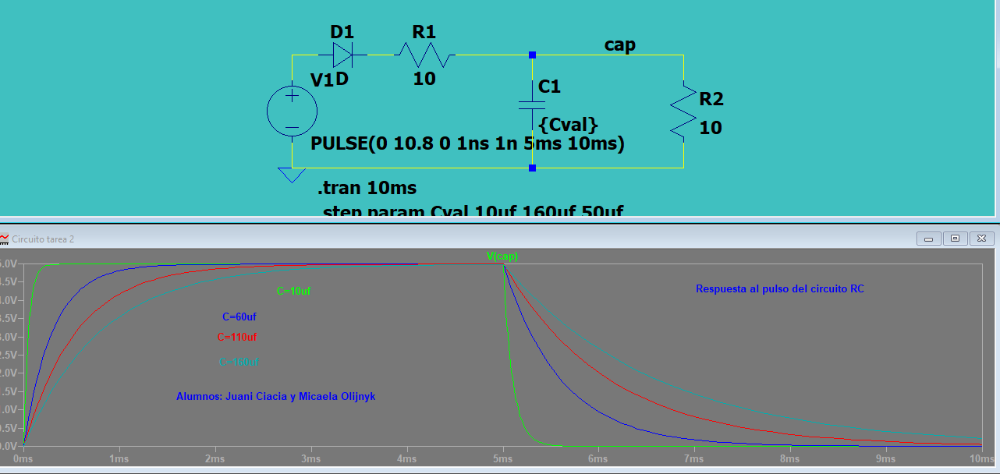 D1
R1
cap
V1
D
10
C1
R2
{Cval}
10
PULSE(0 10.8 0 1ns 1n 5ms 10ms)
.tran 10ms
.step param Cval 10uf 160uf 50uf
Circuito tarea 2
V(cap)
5.0V
4.5V
4.0V
3.5V
3.0V
2.5V
2.0V
1.5V
1.0V
0.5V
0.0V
Respuesta al pulso del circuito RC
C=10uf
C=60uf
C=110uf
C=160uf
Alumnos: Juani Ciacia y Micaela Olijnyk
0ms 1ms 2ms 3ms 4ms 5ms 6ms 7ms 8ms 9ms 10ms